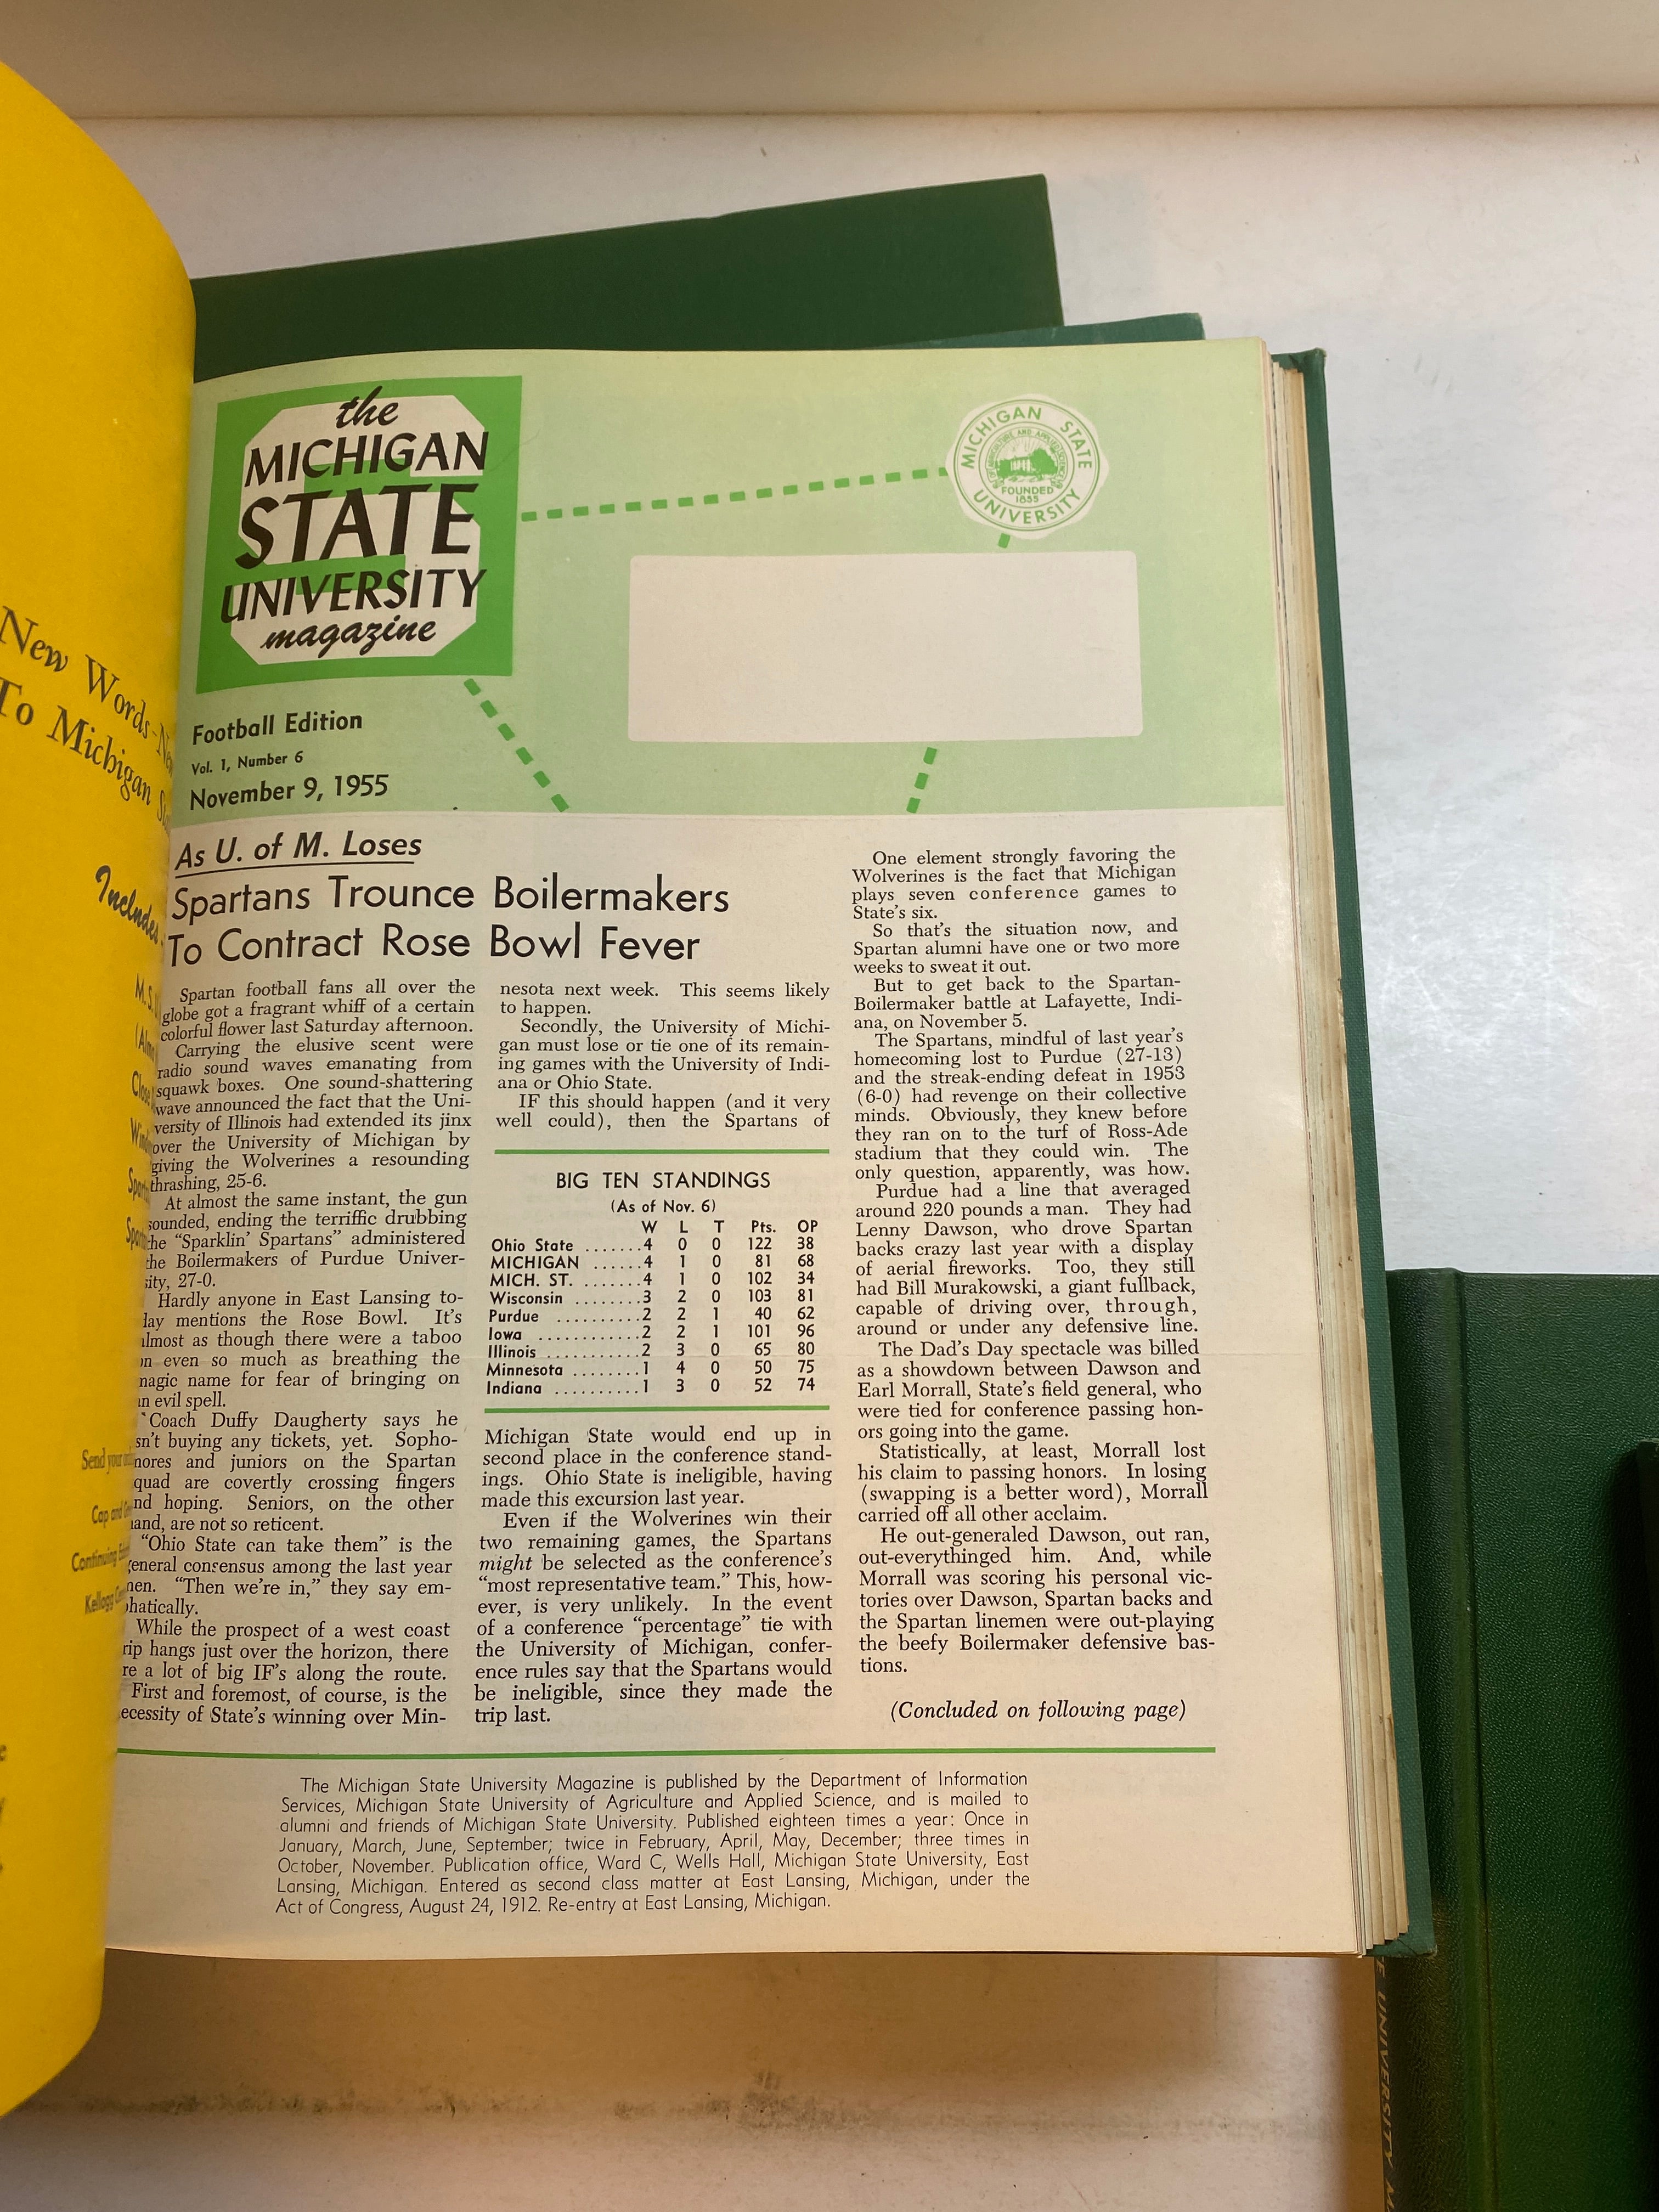 New Words-
To Michigan
Includes
Send your
Cap and
Continuing
Kellogg
the
MICHIGAN
STATE
UNIVERSITY
magazine
MICHIGAN STATE
UNIVERSITY
OF AGRICULTURE AND APPLIED SCIENCE
FOUNDED
1855
Football Edition
Vol. 1, Number 6
November 9, 1955
As U. of M. Loses
Spartans Trounce Boilermakers
To Contract Rose Bowl Fever
Spartan football fans all over the
globe got a fragrant whiff of a certain
colorful flower last Saturday afternoon.
Carrying the elusive scent were
radio sound waves emanating from
squawk boxes. One sound-shattering
wave announced the fact that the Uni-
versity of Illinois had extended its jinx
over the University of Michigan by
giving the Wolverines a resounding
thrashing, 25-6.
At almost the same instant, the gun
sounded, ending the terrific drubbing
the "Sparklin' Spartans" administered
the Boilermakers of Purdue Univer-
sity, 27-0.
Hardly anyone in East Lansing to-
lay mentions the Rose Bowl. It's
lmost as though there were a taboo
n even so much as breathing the
nagic name for fear of bringing on
n evil spell.
Coach Duffy Daugherty says he
sn't buying any tickets, yet. Sopho-
nores and juniors on the Spartan
quad are covertly crossing fingers
nd hoping. Seniors, on the other
and, are not so reticent.
"Ohio State can take them" is the
eneral consensus among the last year
nen. "Then we're in," they say em-
hatically.
While the prospect of a west coast
rip hangs just over the horizon, there
re a lot of big IF's along the route.
First and foremost, of course, is the
ecessity of State's winning over Min-
nesota next week. This seems likely
to happen.
Secondly, the University of Michi-
gan must lose or tie one of its remain-
ing games with the University of Indi-
ana or Ohio State.
IF this should happen (and it very
well could), then the Spartans of
BIG TEN STANDINGS
(As of Nov. 6)
W L T Pts. OP
Ohio State .......4 0 0 122 38
MICHIGAN ......4 1 0 81 68
MICH. ST. .......4 1 0 102 34
Wisconsin ........3 2 0 103 81
Purdue ..........2 2 1 40 62
Iowa ............2 2 1 101 96
Illinois ...........2 3 0 65 80
Minnesota ........1 4 0 50 75
Indiana ..........1 3 0 52 74
Michigan State would end up in
second place in the conference stand-
ings. Ohio State is ineligible, having
made this excursion last year.
Even if the Wolverines win their
two remaining games, the Spartans
might be selected as the conference's
"most representative team." This, how-
ever, is very unlikely. In the event
of a conference "percentage" tie with
the University of Michigan, confer-
ence rules say that the Spartans would
be ineligible, since they made the
trip last.
One element strongly favoring the
Wolverines is the fact that Michigan
plays seven conference games to
State's six.
So that's the situation now, and
Spartan alumni have one or two more
weeks to sweat it out.
But to get back to the Spartan-
Boilermaker battle at Lafayette, Indi-
ana, on November 5.
The Spartans, mindful of last year's
homecoming lost to Purdue (27-13)
and the streak-ending defeat in 1953
(6-0) had revenge on their collective
minds. Obviously, they knew before
they ran on to the turf of Ross-Ade
stadium that they could win. The
only question, apparently, was how.
Purdue had a line that averaged
around 220 pounds a man. They had
Lenny Dawson, who drove Spartan
backs crazy last year with a display
of aerial fireworks. Too, they still
had Bill Murakowski, a giant fullback,
capable of driving over, through,
around or under any defensive line.
The Dad's Day spectacle was billed
as a showdown between Dawson and
Earl Morrall, State's field general, who
were tied for conference passing hon-
ors going into the game.
Statistically, at least, Morrall lost
his claim to passing honors. In losing
(swapping is a better word), Morrall
carried off all other acclaim.
He out-generaled Dawson, out ran,
out-everythinged him. And, while
Morrall was scoring his personal vic-
tories over Dawson, Spartan backs and
the Spartan linemen were out-playing
the beefy Boilermaker defensive bas-
tions.
(Concluded on following page)
The Michigan State University Magazine is published by the Department of Information
Services, Michigan State University of Agriculture and Applied Science, and is mailed to
alumni and friends of Michigan State University. Published eighteen times a year: Once in
January, March, June, September; twice in February, April, May, December; three times in
October, November. Publication office, Ward C, Wells Hall, Michigan State University, East
Lansing, Michigan. Entered as second class matter at East Lansing, Michigan, under the
Act of Congress, August 24, 1912. Re-entry at East Lansing, Michigan.
UNIVERSITY